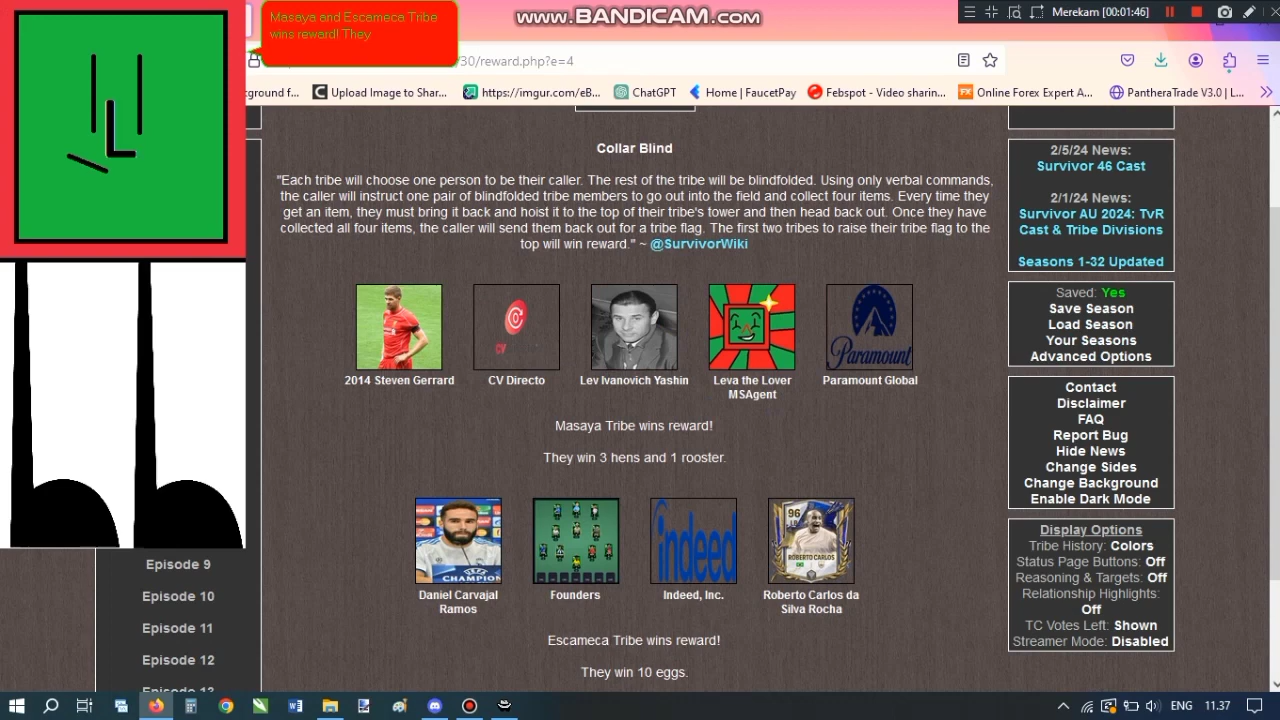 Masaya and Escameca Tribe
wins reward! They
www.BANDICAM.com
Merekam [00:01:46]
/30/reward.php?e=4
ground f...
Upload Image to Shar...
https://imgur.com/eB...
ChatGPT
Home | FaucetPay
Febspot - Video sharin...
Online Forex Expert A...
PantheraTrade V3.0 | L...
Collar Blind
"Each tribe will choose one person to be their caller. The rest of the tribe will be blindfolded. Using only verbal commands,
the caller will instruct one pair of blindfolded tribe members to go out into the field and collect four items. Every time they
get an item, they must bring it back and hoist it to the top of their tribe's tower and then head back out. Once they have
collected all four items, the caller will send them back out for a tribe flag. The first two tribes to raise their tribe flag to the
top will win reward." ~ @SurvivorWiki
Paramount
2014 Steven Gerrard
CV Directo
Lev Ivanovich Yashin
Leva the Lover
MSAgent
Paramount Global
Masaya Tribe wins reward!
They win 3 hens and 1 rooster.
CHAMPION
indeed
96
ROBERTO CARLOS
Daniel Carvajal
Ramos
Founders
Indeed, Inc.
Roberto Carlos da
Silva Rocha
Escameca Tribe wins reward!
They win 10 eggs.
Episode 9
Episode 10
Episode 11
Episode 12
Episode 13
2/5/24 News:
Survivor 46 Cast
2/1/24 News:
Survivor AU 2024: TvR
Cast & Tribe Divisions
Seasons 1-32 Updated
Saved: Yes
Save Season
Load Season
Your Seasons
Advanced Options
Contact
Disclaimer
FAQ
Report Bug
Hide News
Change Sides
Change Background
Enable Dark Mode
Display Options
Tribe History: Colors
Status Page Buttons: Off
Reasoning & Targets: Off
Relationship Highlights:
Off
TC Votes Left: Shown
Streamer Mode: Disabled
ENG
11.37